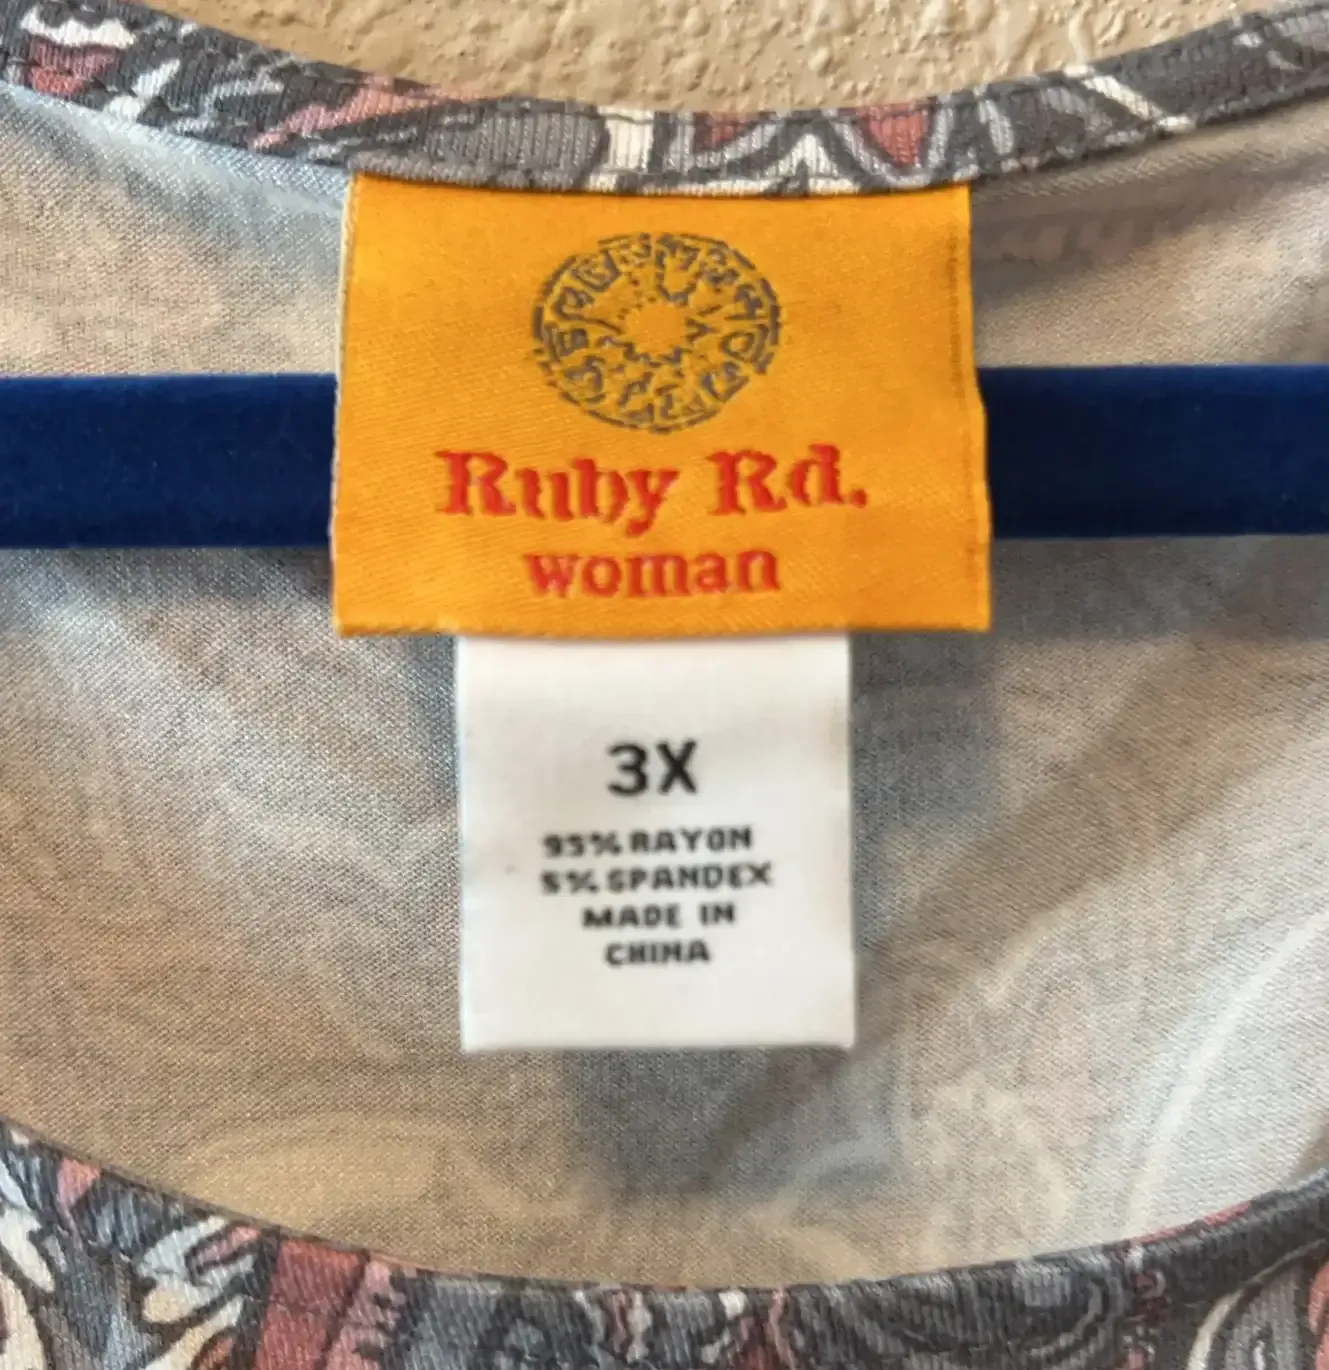 Ruby Rd.
woman
3X
95% RAYON
5% SPANDEX
MADE IN
CHINA